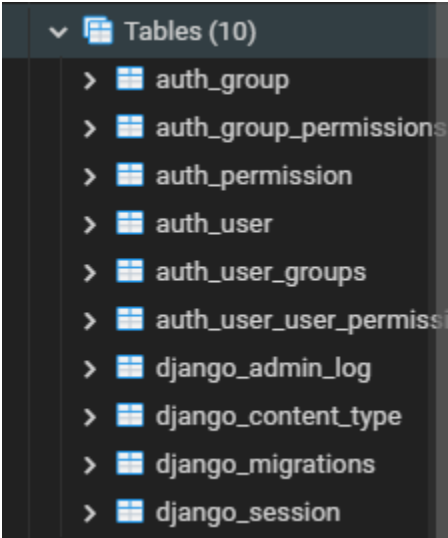 Tables (10)
auth_group
auth_group_permissions
auth_permission
auth_user
auth_user_groups
auth_user_user_permissi
django_admin_log
django_content_type
django_migrations
django_session